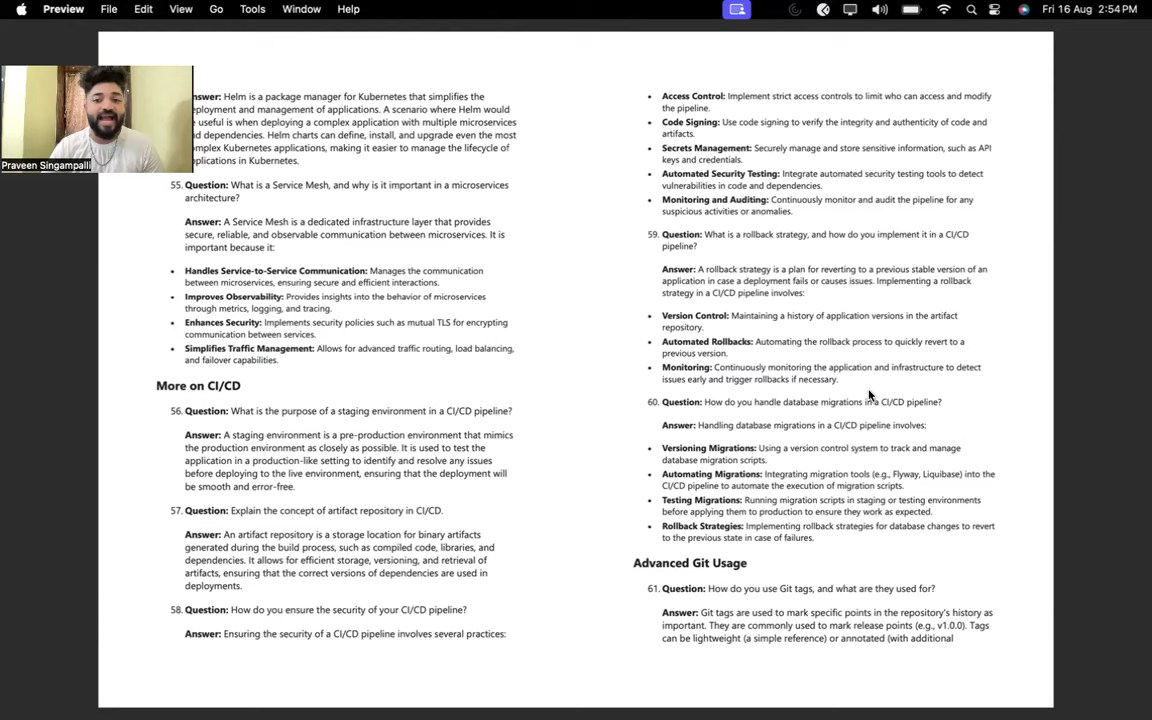 Preview File Edit View Go Tools Window Help Fri 16 Aug 2:54 PM
Praveen Singampalli
nswer: Helm is a package manager for Kubernetes that simplifies the
eployment and management of applications. A scenario where Helm would
e useful is when deploying a complex application with multiple microservices
nd dependencies. Helm charts can define, install, and upgrade even the most
omplex Kubernetes applications, making it easier to manage the lifecycle of
pplications in Kubernetes.
55. Question: What is a Service Mesh, and why is it important in a microservices
architecture?
Answer: A Service Mesh is a dedicated infrastructure layer that provides
secure, reliable, and observable communication between microservices. It is
important because it:
• Handles Service-to-Service Communication: Manages the communication
between microservices, ensuring secure and efficient interactions.
• Improves Observability: Provides insights into the behavior of microservices
through metrics, logging, and tracing.
• Enhances Security: Implements security policies such as mutual TLS for encrypting
communication between services.
• Simplifies Traffic Management: Allows for advanced traffic routing, load balancing,
and failover capabilities.
More on CI/CD
56. Question: What is the purpose of a staging environment in a CI/CD pipeline?
Answer: A staging environment is a pre-production environment that mimics
the production environment as closely as possible. It is used to test the
application in a production-like setting to identify and resolve any issues
before deploying to the live environment, ensuring that the deployment will
be smooth and error-free.
57. Question: Explain the concept of artifact repository in CI/CD.
Answer: An artifact repository is a storage location for binary artifacts
generated during the build process, such as compiled code, libraries, and
dependencies. It allows for efficient storage, versioning, and retrieval of
artifacts, ensuring that the correct versions of dependencies are used in
deployments.
58. Question: How do you ensure the security of your CI/CD pipeline?
Answer: Ensuring the security of a CI/CD pipeline involves several practices:
• Access Control: Implement strict access controls to limit who can access and modify
the pipeline.
• Code Signing: Use code signing to verify the integrity and authenticity of code and
artifacts.
• Secrets Management: Securely manage and store sensitive information, such as API
keys and credentials.
• Automated Security Testing: Integrate automated security testing tools to detect
vulnerabilities in code and dependencies.
• Monitoring and Auditing: Continuously monitor and audit the pipeline for any
suspicious activities or anomalies.
59. Question: What is a rollback strategy, and how do you implement it in a CI/CD
pipeline?
Answer: A rollback strategy is a plan for reverting to a previous stable version of an
application in case a deployment fails or causes issues. Implementing a rollback
strategy in a CI/CD pipeline involves:
• Version Control: Maintaining a history of application versions in the artifact
repository.
• Automated Rollbacks: Automating the rollback process to quickly revert to a
previous version.
• Monitoring: Continuously monitoring the application and infrastructure to detect
issues early and trigger rollbacks if necessary.
60. Question: How do you handle database migrations in a CI/CD pipeline?
Answer: Handling database migrations in a CI/CD pipeline involves:
• Versioning Migrations: Using a version control system to track and manage
database migration scripts.
• Automating Migrations: Integrating migration tools (e.g., Flyway, Liquibase) into the
CI/CD pipeline to automate the execution of migration scripts.
• Testing Migrations: Running migration scripts in staging or testing environments
before applying them to production to ensure they work as expected.
• Rollback Strategies: Implementing rollback strategies for database changes to revert
to the previous state in case of failures.
Advanced Git Usage
61. Question: How do you use Git tags, and what are they used for?
Answer: Git tags are used to mark specific points in the repository's history as
important. They are commonly used to mark release points (e.g., v1.0.0). Tags
can be lightweight (a simple reference) or annotated (with additional